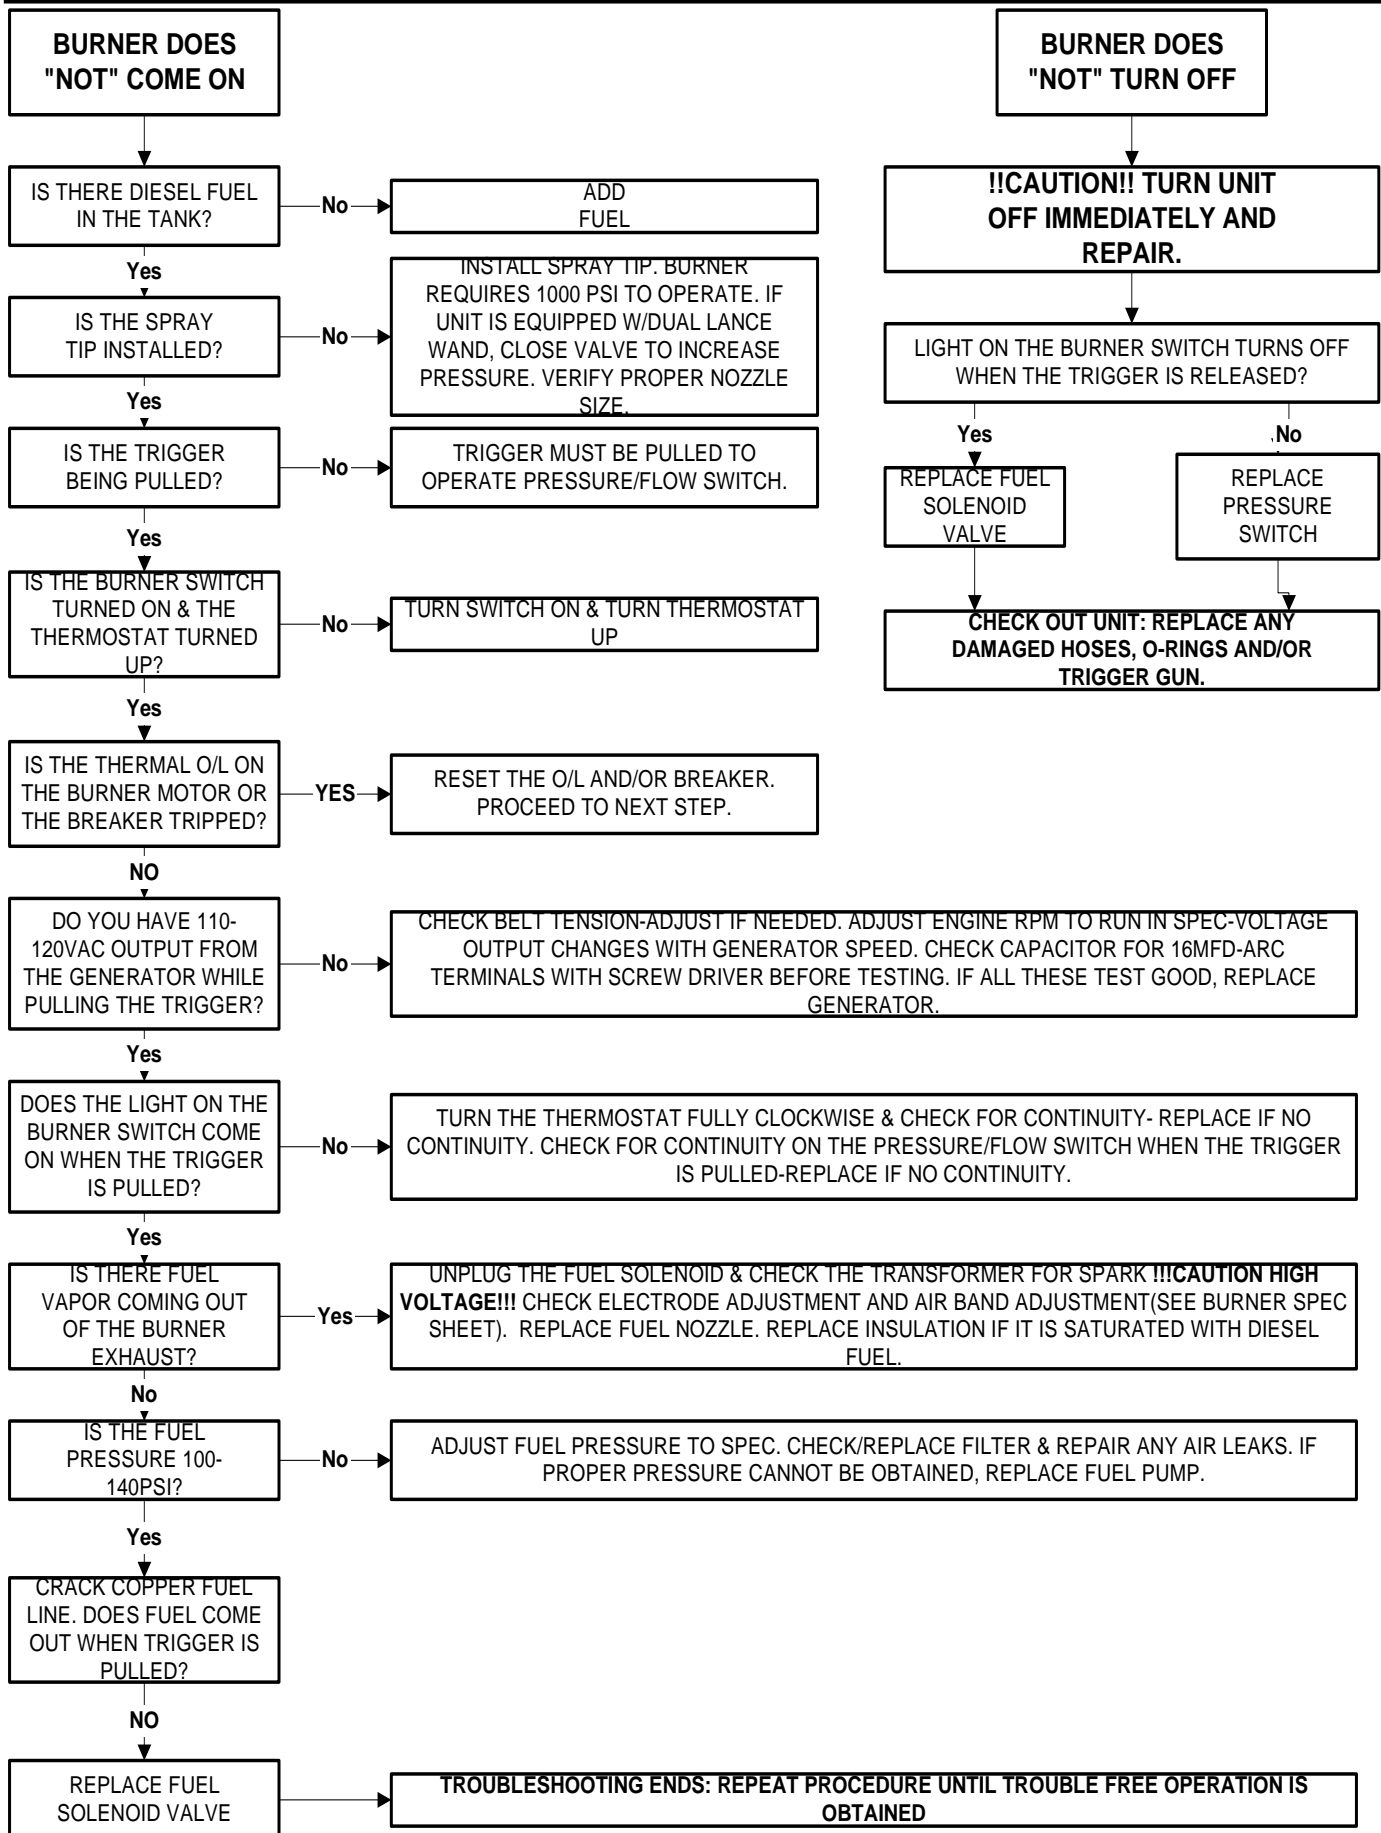 BURNER DOES
"NOT" COME ON
IS THERE DIESEL FUEL
IN THE TANK?
No
ADD
FUEL
Yes
IS THE SPRAY
TIP INSTALLED?
No
INSTALL SPRAY TIP. BURNER
REQUIRES 1000 PSI TO OPERATE. IF
UNIT IS EQUIPPED W/DUAL LANCE
WAND, CLOSE VALVE TO INCREASE
PRESSURE. VERIFY PROPER NOZZLE
SIZE.
Yes
IS THE TRIGGER
BEING PULLED?
No
TRIGGER MUST BE PULLED TO
OPERATE PRESSURE/FLOW SWITCH.
Yes
IS THE BURNER SWITCH
TURNED ON & THE
THERMOSTAT TURNED
UP?
No
TURN SWITCH ON & TURN THERMOSTAT
UP
Yes
IS THE THERMAL O/L ON
THE BURNER MOTOR OR
THE BREAKER TRIPPED?
YES
RESET THE O/L AND/OR BREAKER.
PROCEED TO NEXT STEP.
NO
DO YOU HAVE 110-
120VAC OUTPUT FROM
THE GENERATOR WHILE
PULLING THE TRIGGER?
No
CHECK BELT TENSION-ADJUST IF NEEDED. ADJUST ENGINE RPM TO RUN IN SPEC-VOLTAGE
OUTPUT CHANGES WITH GENERATOR SPEED. CHECK CAPACITOR FOR 16MFD-ARC
TERMINALS WITH SCREW DRIVER BEFORE TESTING. IF ALL THESE TEST GOOD, REPLACE
GENERATOR.
Yes
DOES THE LIGHT ON THE
BURNER SWITCH COME
ON WHEN THE TRIGGER
IS PULLED?
No
TURN THE THERMOSTAT FULLY CLOCKWISE & CHECK FOR CONTINUITY- REPLACE IF NO
CONTINUITY. CHECK FOR CONTINUITY ON THE PRESSURE/FLOW SWITCH WHEN THE TRIGGER
IS PULLED-REPLACE IF NO CONTINUITY.
Yes
IS THERE FUEL
VAPOR COMING OUT
OF THE BURNER
EXHAUST?
Yes
UNPLUG THE FUEL SOLENOID & CHECK THE TRANSFORMER FOR SPARK !!!CAUTION HIGH
VOLTAGE!!! CHECK ELECTRODE ADJUSTMENT AND AIR BAND ADJUSTMENT(SEE BURNER SPEC
SHEET). REPLACE FUEL NOZZLE. REPLACE INSULATION IF IT IS SATURATED WITH DIESEL
FUEL.
No
IS THE FUEL
PRESSURE 100-
140PSI?
No
ADJUST FUEL PRESSURE TO SPEC. CHECK/REPLACE FILTER & REPAIR ANY AIR LEAKS. IF
PROPER PRESSURE CANNOT BE OBTAINED, REPLACE FUEL PUMP.
Yes
CRACK COPPER FUEL
LINE. DOES FUEL COME
OUT WHEN TRIGGER IS
PULLED?
NO
REPLACE FUEL
SOLENOID VALVE
TROUBLESHOOTING ENDS: REPEAT PROCEDURE UNTIL TROUBLE FREE OPERATION IS
OBTAINED
BURNER DOES
"NOT" TURN OFF
!!CAUTION!! TURN UNIT
OFF IMMEDIATELY AND
REPAIR.
LIGHT ON THE BURNER SWITCH TURNS OFF
WHEN THE TRIGGER IS RELEASED?
Yes
REPLACE FUEL
SOLENOID
VALVE
No
REPLACE
PRESSURE
SWITCH
CHECK OUT UNIT: REPLACE ANY
DAMAGED HOSES, O-RINGS AND/OR
TRIGGER GUN.